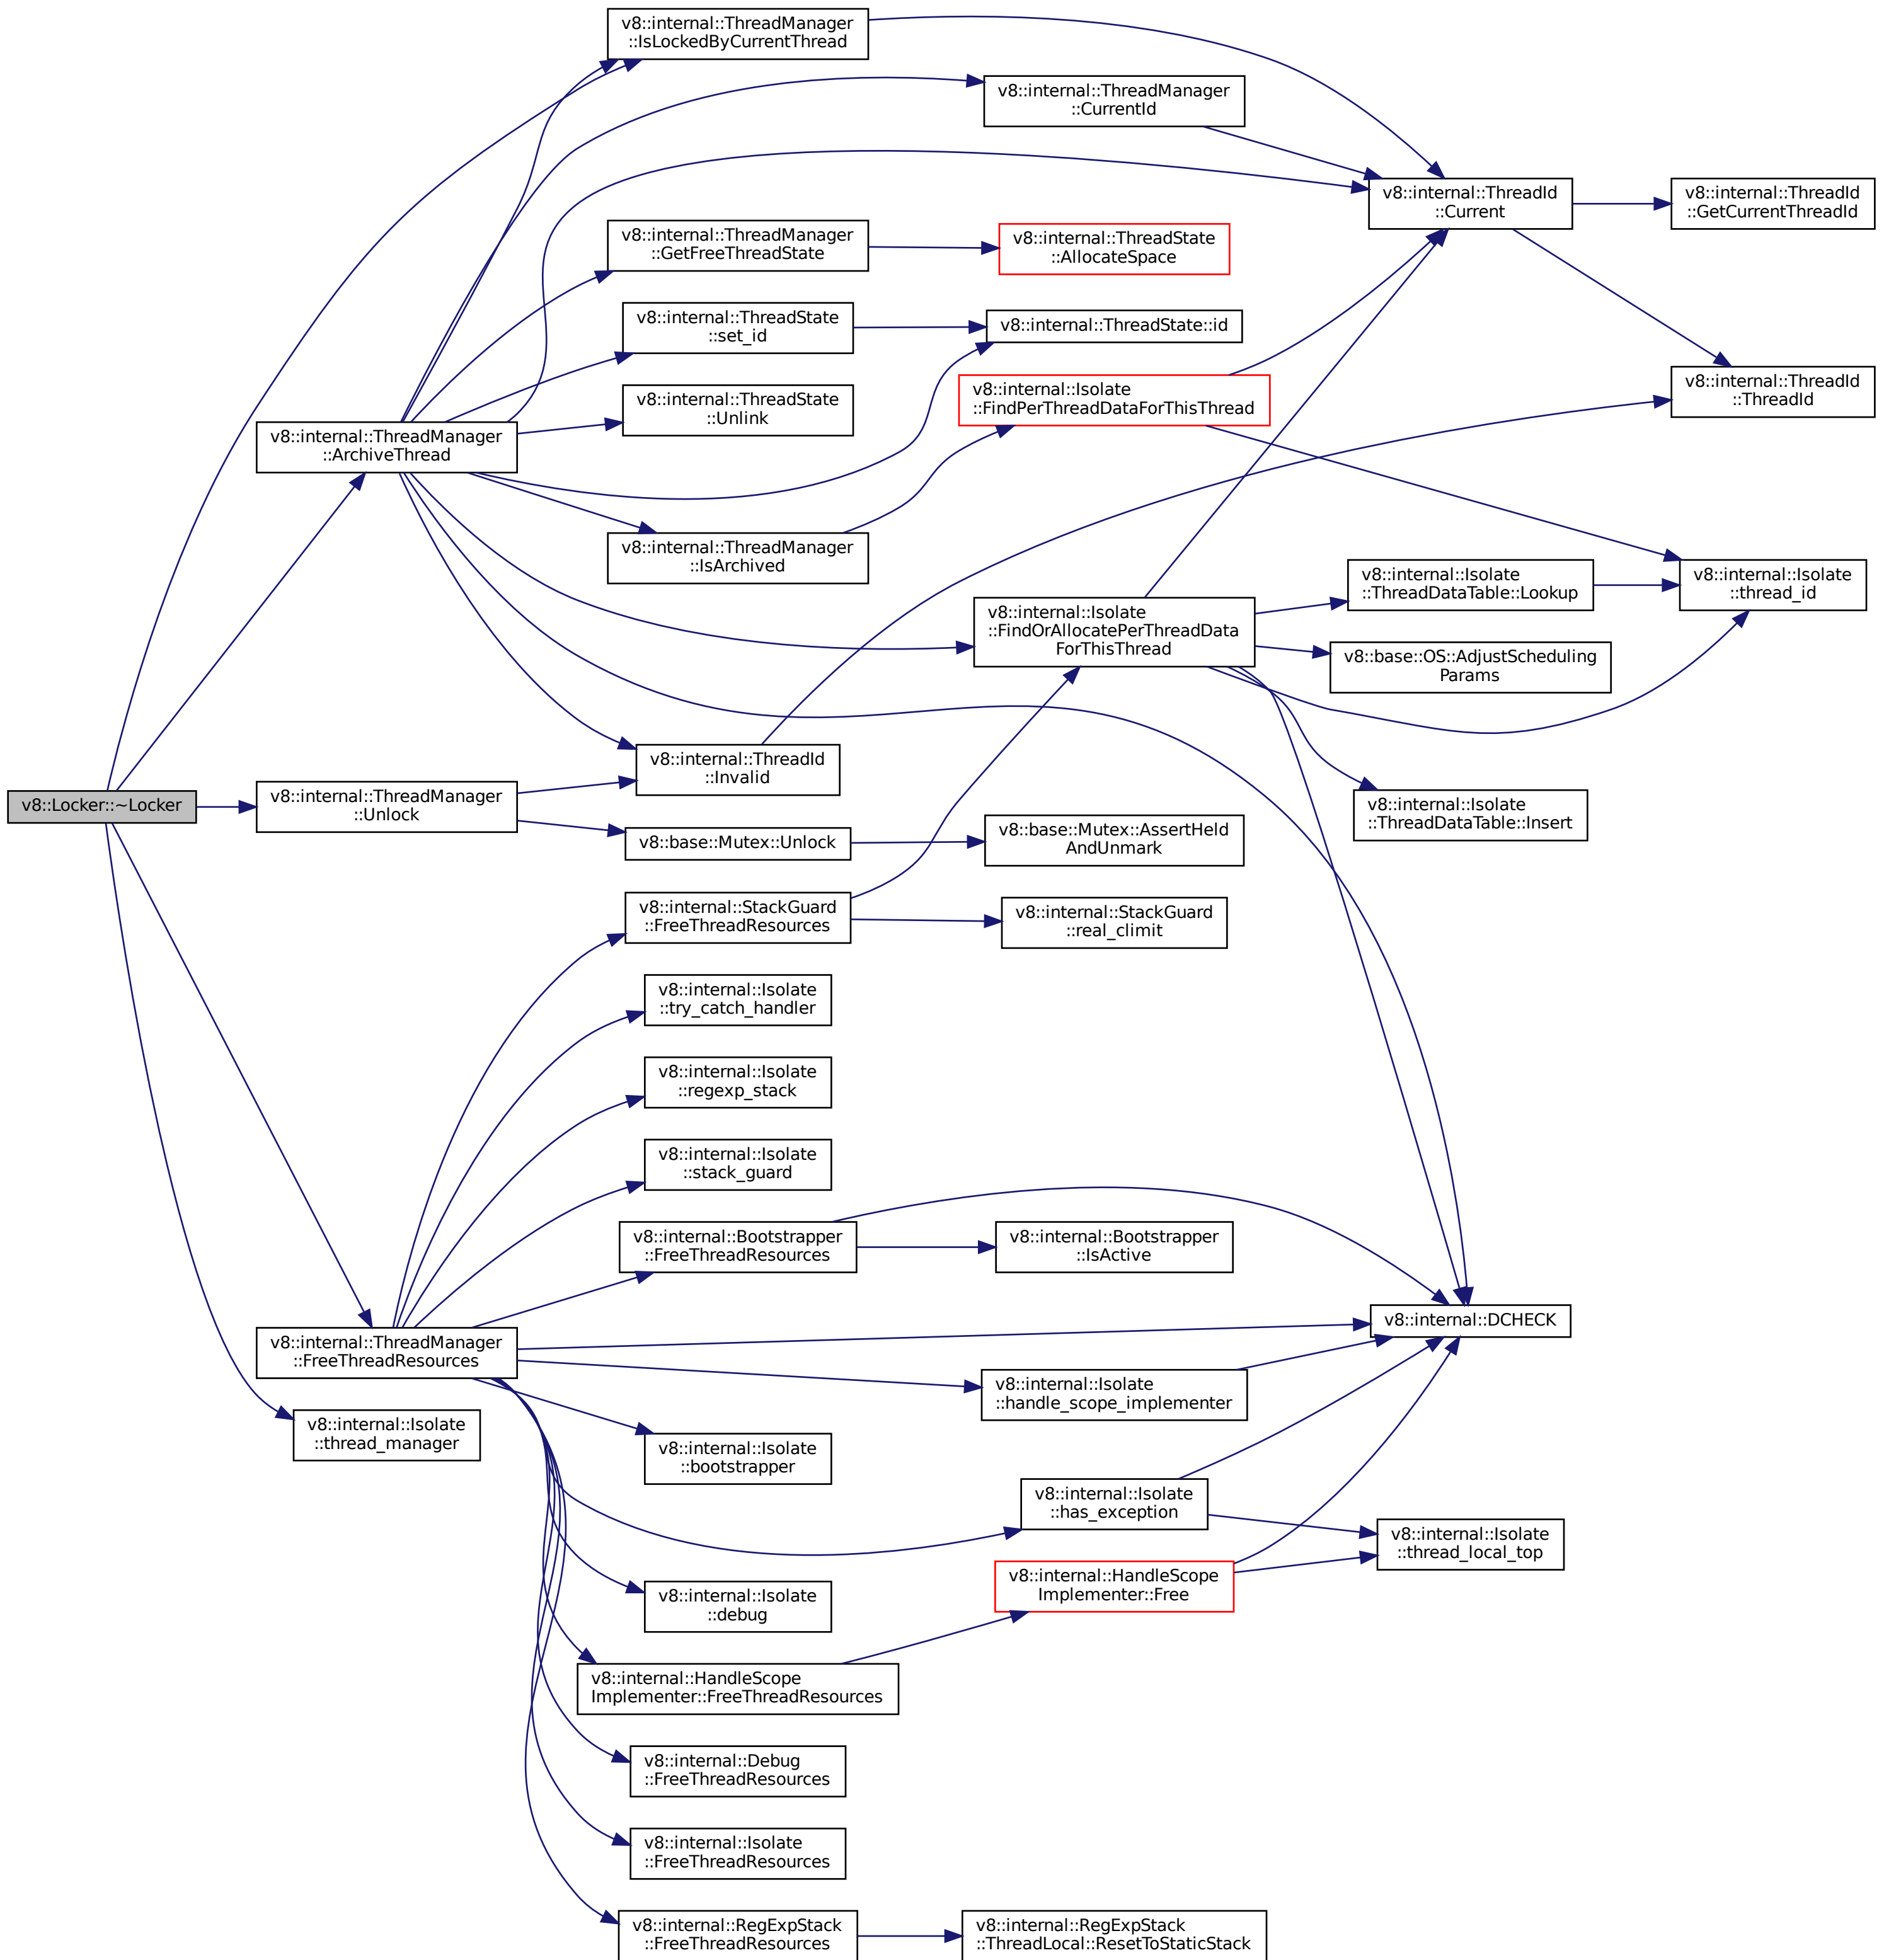 v8::internal::ThreadManager
::IsLockedByCurrentThread
v8::internal::ThreadManager
::CurrentId
v8::internal::ThreadId
::Current
v8::internal::ThreadId
::GetCurrentThreadId
v8::internal::ThreadManager
::GetFreeThreadState
v8::internal::ThreadState
::AllocateSpace
v8::internal::ThreadState
::set_id
v8::internal::ThreadState::id
v8::internal::ThreadState
::Unlink
v8::internal::Isolate
::FindPerThreadDataForThisThread
v8::internal::ThreadId
::ThreadId
v8::internal::ThreadManager
::ArchiveThread
v8::internal::ThreadManager
::IsArchived
v8::internal::Isolate
::FindOrAllocatePerThreadData
ForThisThread
v8::internal::Isolate
::ThreadDataTable::Lookup
v8::internal::Isolate
::thread_id
v8::base::OS::AdjustScheduling
Params
v8::internal::ThreadId
::Invalid
v8::internal::Isolate
::ThreadDataTable::Insert
v8::Locker::~Locker
v8::internal::ThreadManager
::Unlock
v8::base::Mutex::Unlock
v8::base::Mutex::AssertHeld
AndUnmark
v8::internal::StackGuard
::FreeThreadResources
v8::internal::StackGuard
::real_climit
v8::internal::Isolate
::try_catch_handler
v8::internal::Isolate
::regexp_stack
v8::internal::Isolate
::stack_guard
v8::internal::Bootstrapper
::FreeThreadResources
v8::internal::Bootstrapper
::IsActive
v8::internal::DCHECK
v8::internal::ThreadManager
::FreeThreadResources
v8::internal::Isolate
::handle_scope_implementer
v8::internal::Isolate
::thread_manager
v8::internal::Isolate
::bootstrapper
v8::internal::Isolate
::has_exception
v8::internal::Isolate
::thread_local_top
v8::internal::HandleScope
Implementer::Free
v8::internal::Isolate
::debug
v8::internal::HandleScope
Implementer::FreeThreadResources
v8::internal::Debug
::FreeThreadResources
v8::internal::Isolate
::FreeThreadResources
v8::internal::RegExpStack
::FreeThreadResources
v8::internal::RegExpStack
::ThreadLocal::ResetToStaticStack